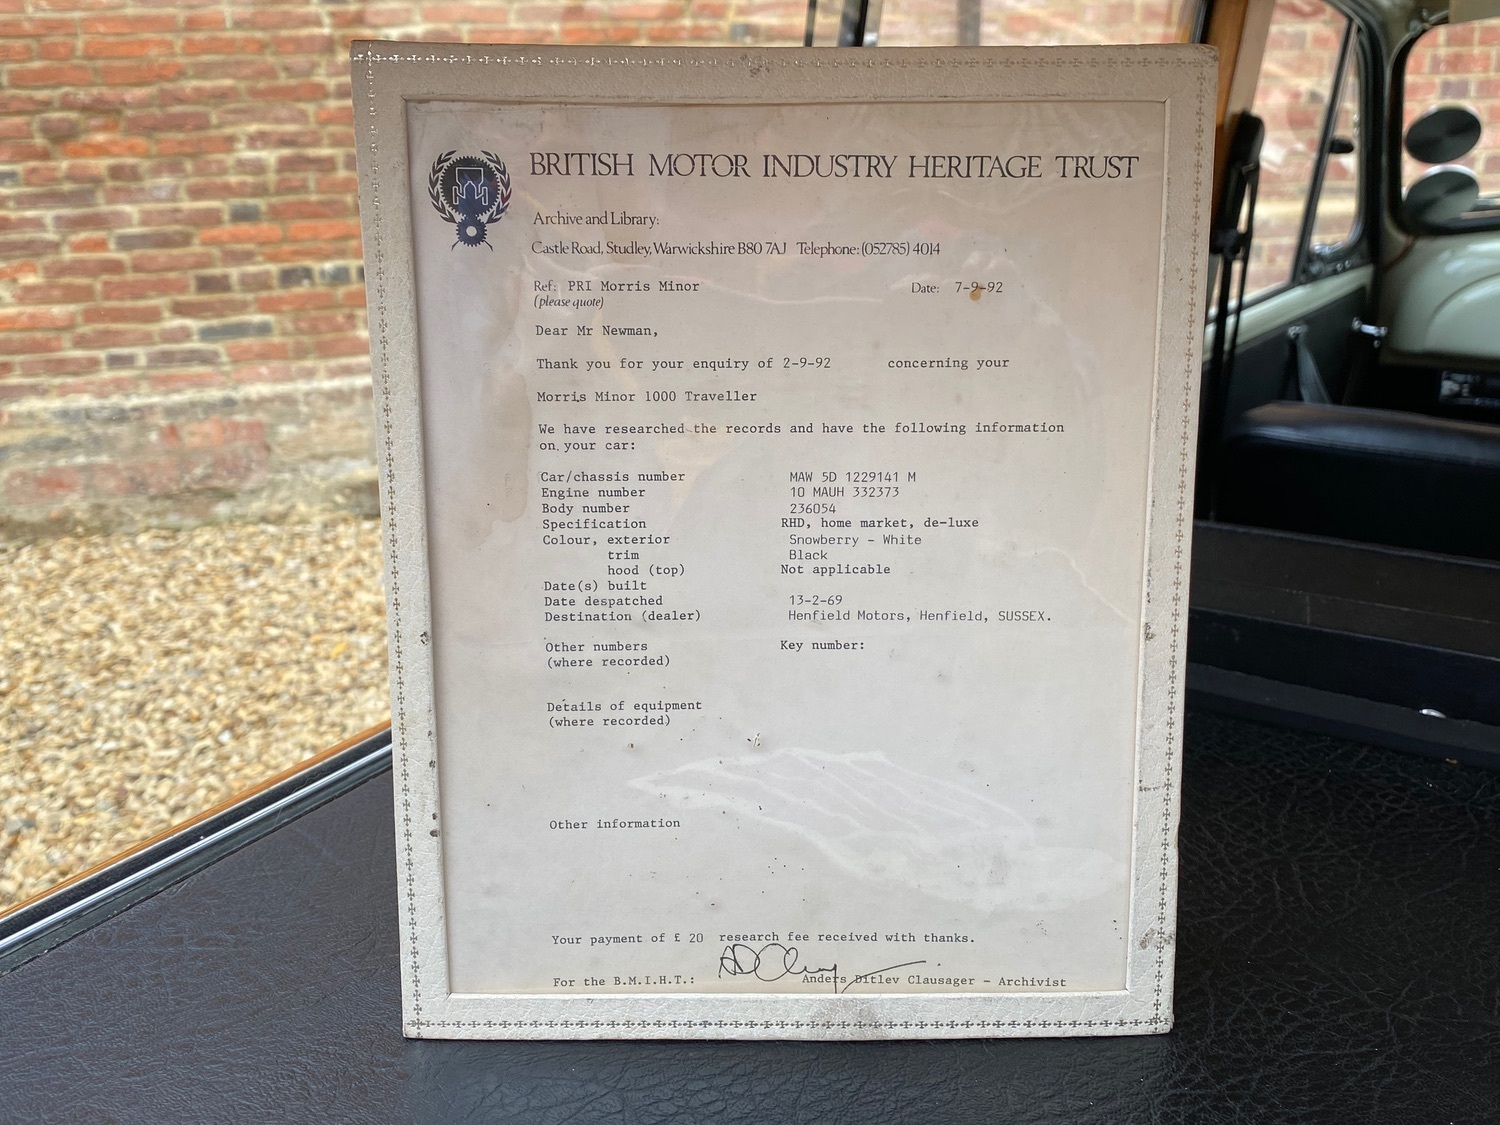 BRITISH MOTOR INDUSTRY HERITAGE TRUST
Archive and Library:
Castle Road, Studley, Warwickshire B80 7AJ Telephone: (052785) 4014
Ref: PRI Morris Minor Date: 7-9-92
(please quote)
Dear Mr Newman,
Thank you for your enquiry of 2-9-92 concerning your
Morris Minor 1000 Traveller
We have researched the records and have the following information
on your car:
Car/chassis number MAW 5D 1229141 M
Engine number 10 MAUH 332373
Body number 236054
Specification RHD, home market, de-luxe
Colour, exterior Snowberry - White
trim Black
hood (top) Not applicable
Date(s) built
Date despatched 13-2-69
Destination (dealer) Henfield Motors, Henfield, SUSSEX.
Other numbers Key number:
(where recorded)
Details of equipment
(where recorded)
Other information
Your payment of £ 20 research fee received with thanks.
For the B.M.I.H.T.: Anders Ditlev Clausager - Archivist